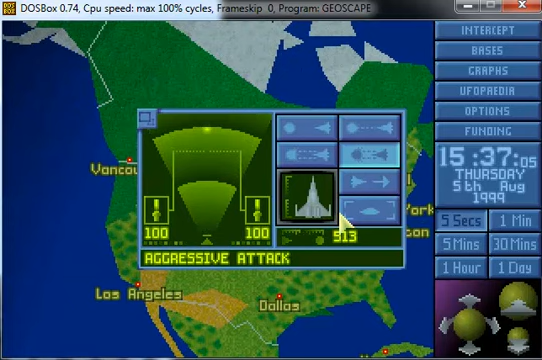 DOSBox 0.74, Cpu speed: max 100% cycles, Frameskip 0, Program: GEOSCAPE
INTERCEPT
BASES
GRAPHS
UFOPAEDIA
OPTIONS
FUNDING
15:37:05
THURSDAY
5th Aug
1999
5 Secs 1 Min
5 Mins 30 Mins
1 Hour 1 Day
Vancou
York
ton
100 100
513
AGGRESSIVE ATTACK
Los Angeles
Dallas